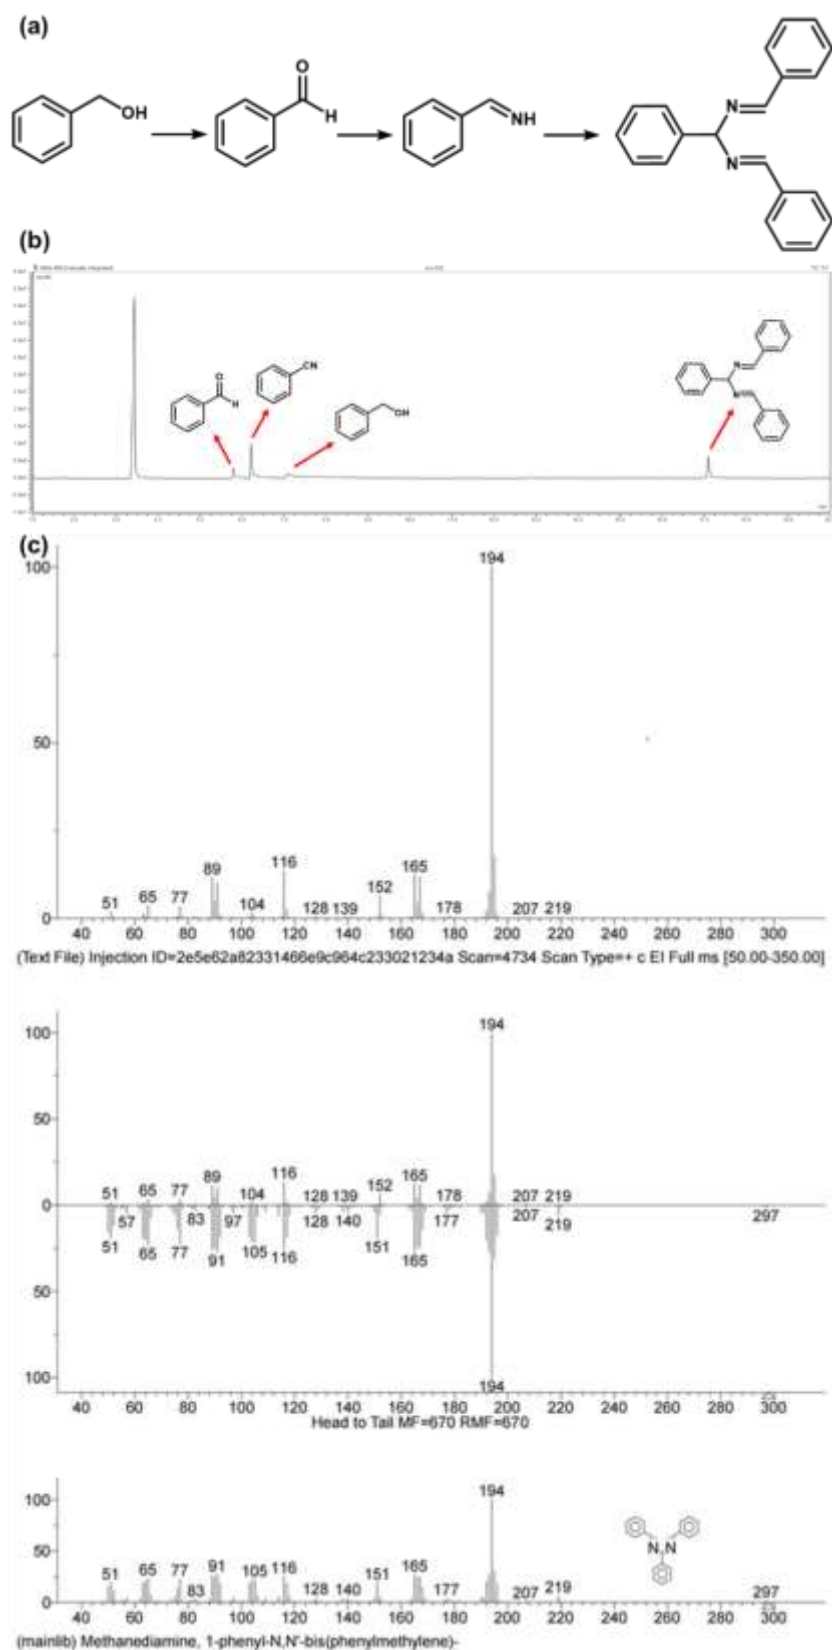 (a)
OH
O
H
NH
N
N
(b)
O
H
CN
OH
N
N
(c)
194
100
50
0
51 65 77 89 104 116 128 139 152 165 178 207 219
40 60 80 100 120 140 160 180 200 220 240 260 280 300
(Text File) Injection ID=2e5e62a82331466e9c964c233021234a Scan=4734 Scan Type=+ c EI Full ms [50.00-350.00]
194
100
50
51 65 77 89 104 116 128 139 152 165 178 207 219
0
57 83 97 128 140 177 207 219 297
51 65 77 91 105 116 151 165
50
100
194
40 60 80 100 120 140 160 180 200 220 240 260 280 300
Head to Tail MF=670 RMF=670
194
100
50
0
51 65 77 83 91 105 116 128 140 151 165 177 207 219 297
N N
40 60 80 100 120 140 160 180 200 220 240 260 280 300
(mainlib) Methanediamine, 1-phenyl-N,N'-bis(phenylmethylene)-